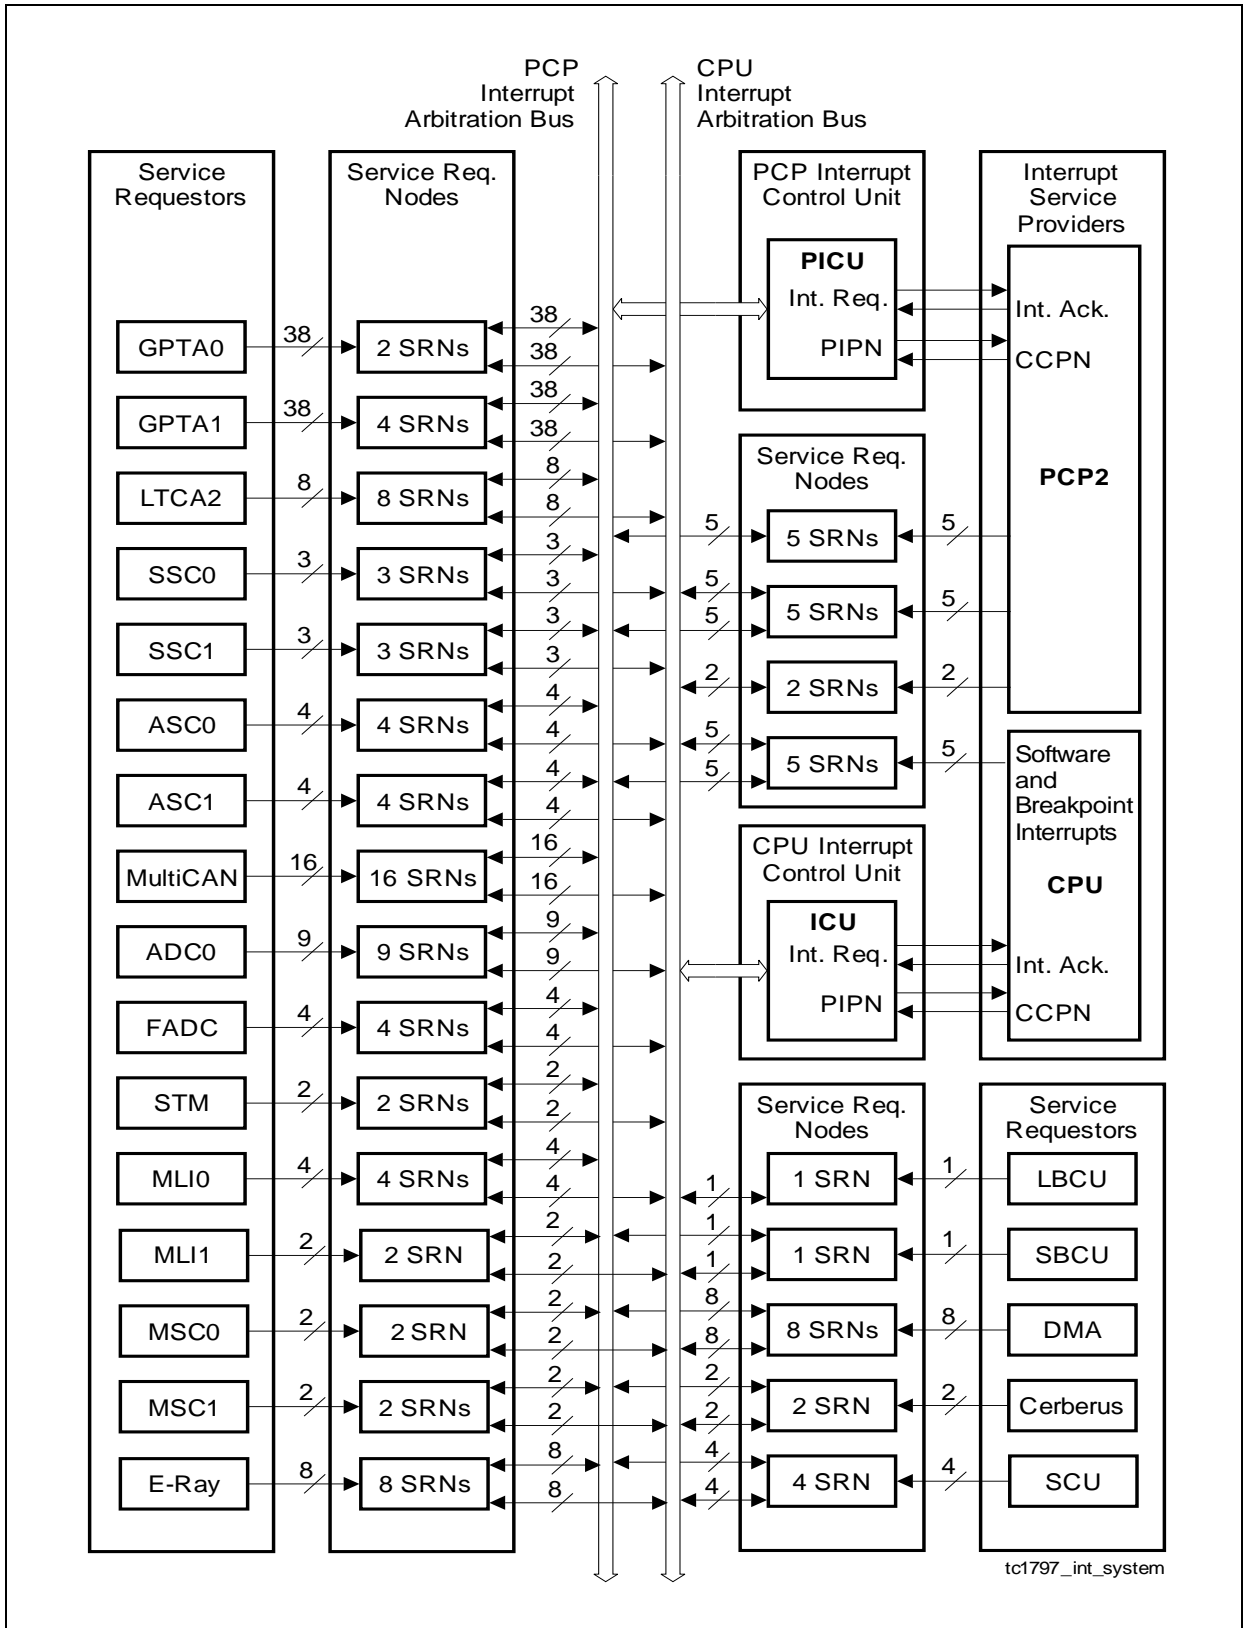 PCP
Interrupt
Arbitration Bus
CPU
Interrupt
Arbitration Bus
Service
Requestors
Service Req.
Nodes
GPTA0
38
2 SRNs
38
38
GPTA1
38
4 SRNs
38
38
LTCA2
8
8 SRNs
8
8
SSC0
3
3 SRNs
3
3
SSC1
3
3 SRNs
3
3
ASC0
4
4 SRNs
4
4
ASC1
4
4 SRNs
4
4
MultiCAN
16
16 SRNs
16
16
ADC0
9
9 SRNs
9
9
FADC
4
4 SRNs
4
4
STM
2
2 SRNs
2
2
MLI0
4
4 SRNs
4
4
MLI1
2
2 SRN
2
2
MSC0
2
2 SRN
2
2
MSC1
2
2 SRNs
2
2
E-Ray
8
8 SRNs
8
8
PCP Interrupt
Control Unit
PICU
Int. Req.
PIPN
Interrupt
Service
Providers
Int. Ack.
CCPN
PCP2
Service Req.
Nodes
5
5 SRNs
5
5
5
5 SRNs
5
2
2 SRNs
2
5
5
5 SRNs
5
Software
and
Breakpoint
Interrupts
CPU
CPU Interrupt
Control Unit
ICU
Int. Req.
PIPN
Int. Ack.
CCPN
Service Req.
Nodes
Service
Requestors
1
1 SRN
1
LBCU
1
1
1 SRN
1
SBCU
8
8
8 SRNs
8
DMA
2
2
2 SRN
2
Cerberus
4
4
4 SRN
4
SCU
tc1797_int_system